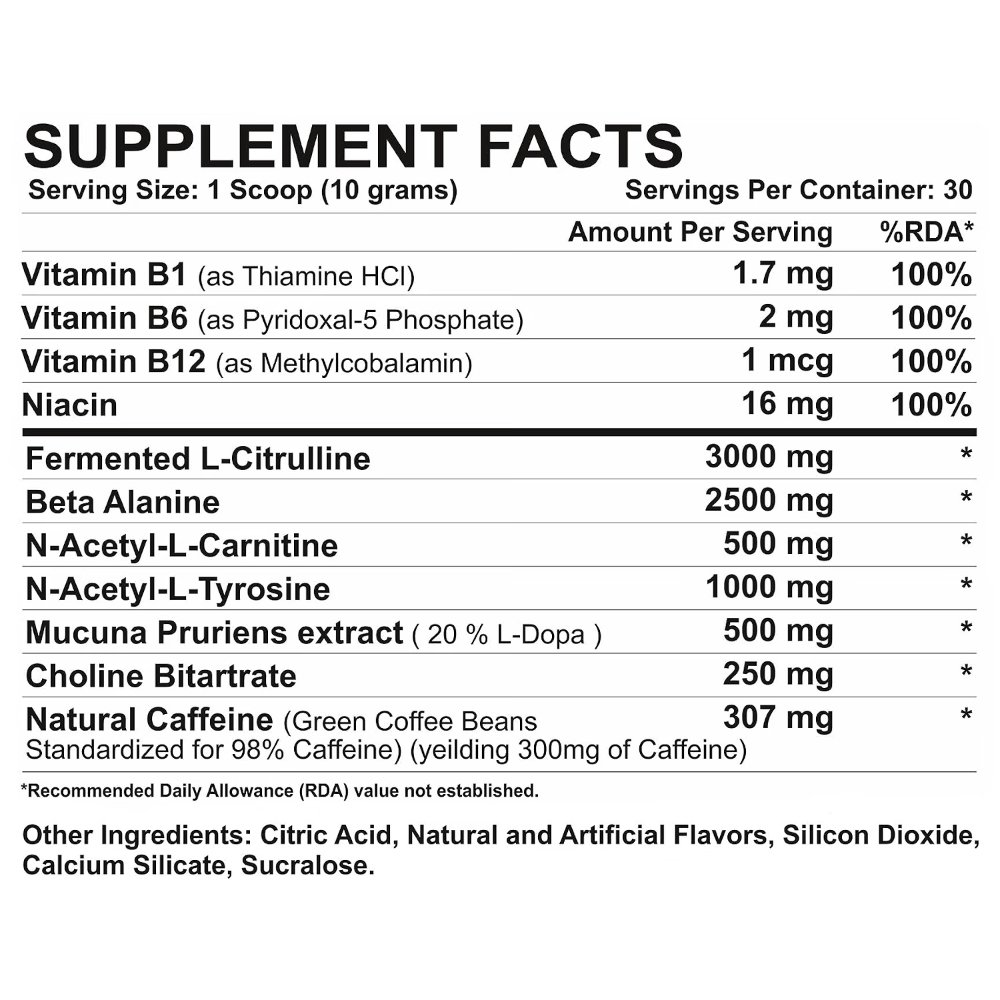 SUPPLEMENT FACTS
Serving Size: 1 Scoop (10 grams) Servings Per Container: 30
Amount Per Serving %RDA*
Vitamin B1 (as Thiamine HCl) 1.7 mg 100%
Vitamin B6 (as Pyridoxal-5 Phosphate) 2 mg 100%
Vitamin B12 (as Methylcobalamin) 1 mcg 100%
Niacin 16 mg 100%
Fermented L-Citrulline 3000 mg *
Beta Alanine 2500 mg *
N-Acetyl-L-Carnitine 500 mg *
N-Acetyl-L-Tyrosine 1000 mg *
Mucuna Pruriens extract ( 20 % L-Dopa ) 500 mg *
Choline Bitartrate 250 mg *
Natural Caffeine (Green Coffee Beans 307 mg *
Standardized for 98% Caffeine) (yeilding 300mg of Caffeine)
*Recommended Daily Allowance (RDA) value not established.
Other Ingredients: Citric Acid, Natural and Artificial Flavors, Silicon Dioxide,
Calcium Silicate, Sucralose.